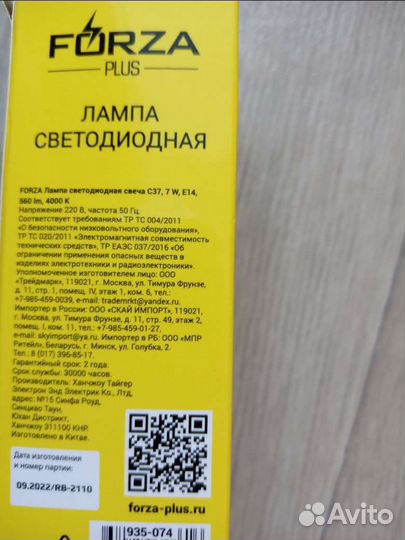 FORZA
PLUS
ЛАМПА
СВЕТОДИОДНАЯ
FORZA Лампа светодиодная свеча C37, 7 W, E14,
560 lm, 4000 K
Напряжение 220 В, частота 50 Гц.
Соответствует требованиям ТР ТС 004/2011
«О безопасности низковольтного оборудования»,
ТР ТС 020/2011 «Электромагнитная совместимость
технических средств», ТР ЕАЭС 037/2016 «Об
ограничении применения опасных веществ в
изделиях электротехники и радиоэлектроники».
Уполномоченное изготовителем лицо: ООО
«Трейдмарк», 119021, г. Москва, ул. Тимура Фрунзе,
д. 11, стр. 1, помещ. IV, этаж 1, ком. 6, тел.:
+7-985-459-0039, e-mail: trademrkt@yandex.ru.
Импортер в России: ООО «СКАЙ ИМПОРТ», 119021,
г. Москва, ул. Тимура Фрунзе, д. 11, стр. 49, этаж 2,
помещ. I, ком. 11, тел.: +7-985-459-01-27,
e-mail: skyimport@ya.ru. Импортер в РБ: ООО «МПР
Ритейл», Беларусь, г. Минск, ул. Голубка, 2.
Тел.: 8 (017) 396-85-17.
Гарантийный срок: 2 года.
Срок службы: 30000 часов.
Производитель: Ханчжоу Тайгер
Электрон Энд Электрик Ко., Лтд,
адрес: №15 Синфа Роуд,
Синциао Таун,
Юхан Дистрикт,
Ханчжоу 311100 КНР.
Изготовлено в Китае.
Дата изготовления
и номер партии:
09.2022/RB-2110
forza-plus.ru
935-074
Avito